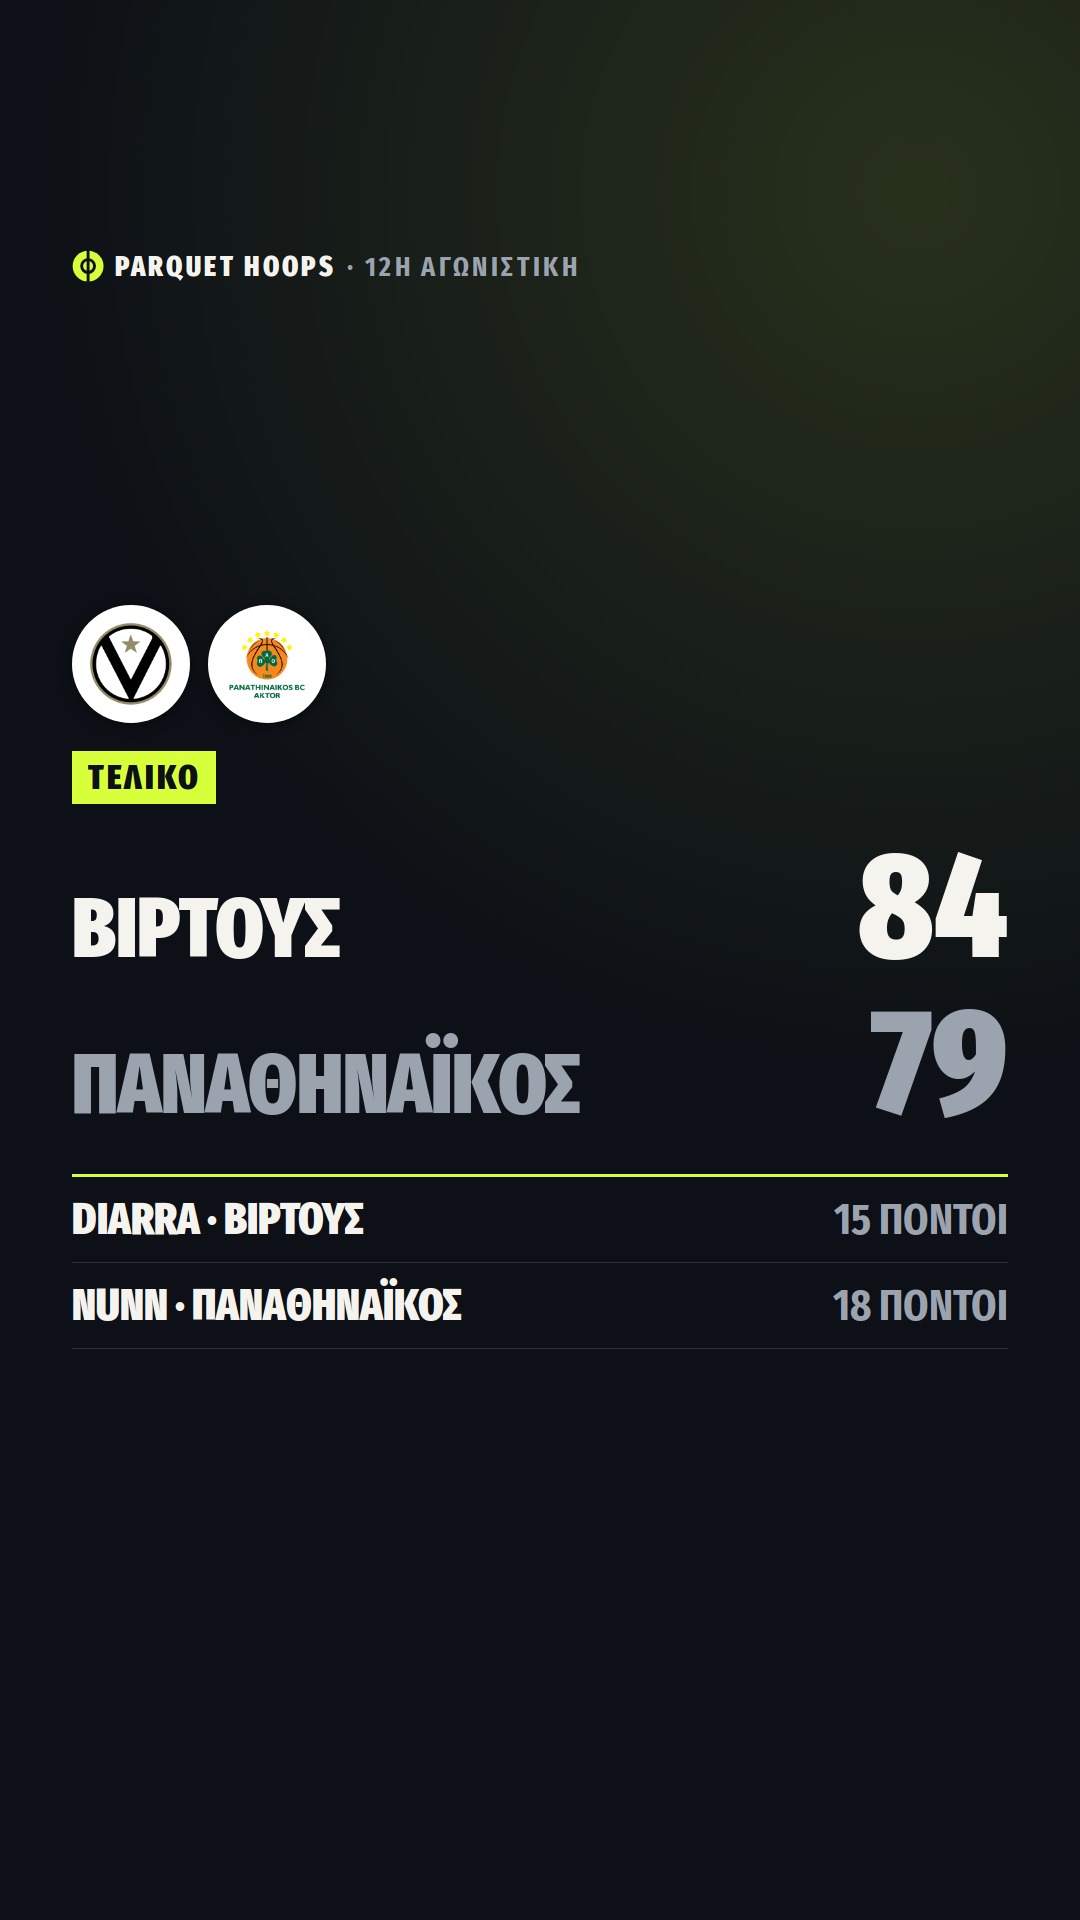 PARQUET HOOPS · 12Η ΑΓΩΝΙΣΤΙΚΗ
PANATHINAIKOS BC
AKTOR
ΤΕΛΙΚΟ
ΒΙΡΤΟΥΣ 84
ΠΑΝΑΘΗΝΑΪΚΟΣ 79
DIARRA · ΒΙΡΤΟΥΣ 15 ΠΟΝΤΟΙ
NUNN · ΠΑΝΑΘΗΝΑΪΚΟΣ 18 ΠΟΝΤΟΙ